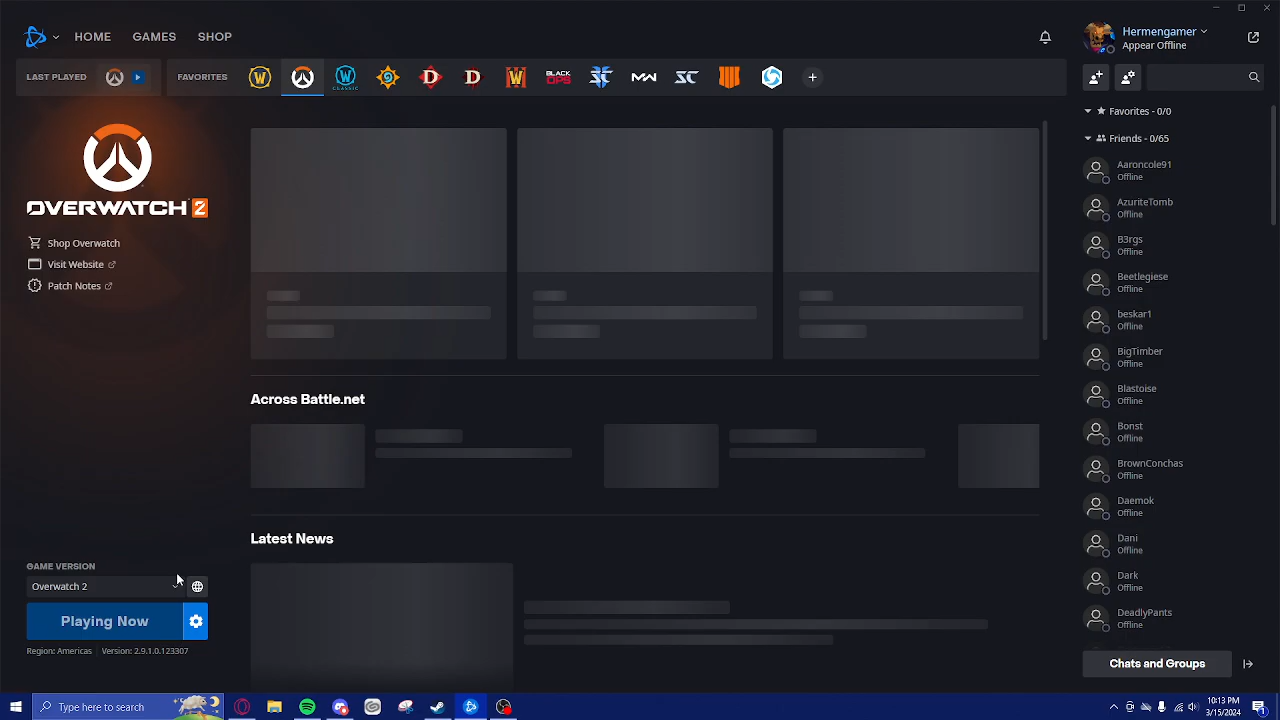 HOME GAMES SHOP
Hermengamer
Appear Offline
LAST PLAYED
FAVORITES
CLASSIC
BLACK OPS
OVERWATCH 2
Shop Overwatch
Visit Website
Patch Notes
Across Battle.net
Latest News
GAME VERSION
Overwatch 2
Playing Now
Region: Americas | Version: 2.9.1.0.123307
Favorites - 0/0
Friends - 0/65
Aaroncole91
Offline
AzuriteTomb
Offline
B3rgs
Offline
Beetlegiese
Offline
beskar1
Offline
BigTimber
Offline
Blastoise
Offline
Bonst
Offline
BrownConchas
Offline
Daemok
Offline
Dani
Offline
Dark
Offline
DeadlyPants
Offline
Chats and Groups
Type here to search
10:13 PM
3/15/2024
1